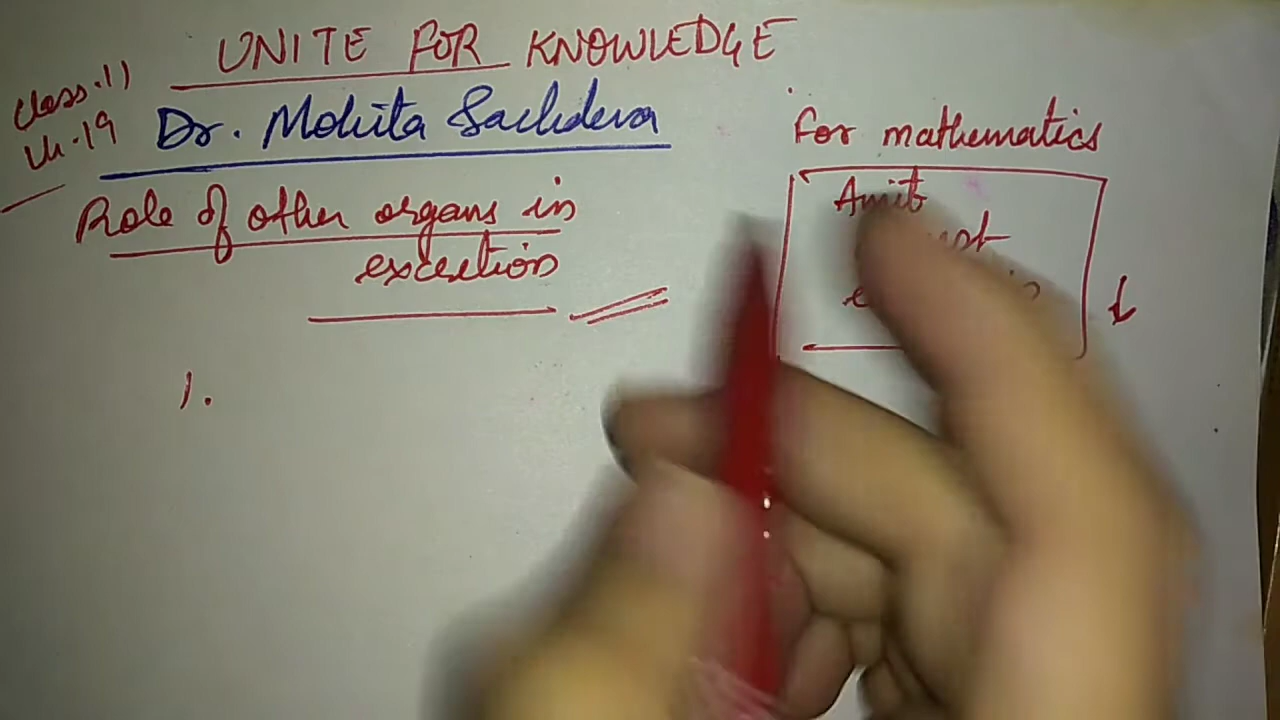 UNITE FOR KNOWLEDGE
Class.11
Ch.19
Dr. Mohita Sachdeva
Role of other organs in
excretion
1.
For mathematics
Amit